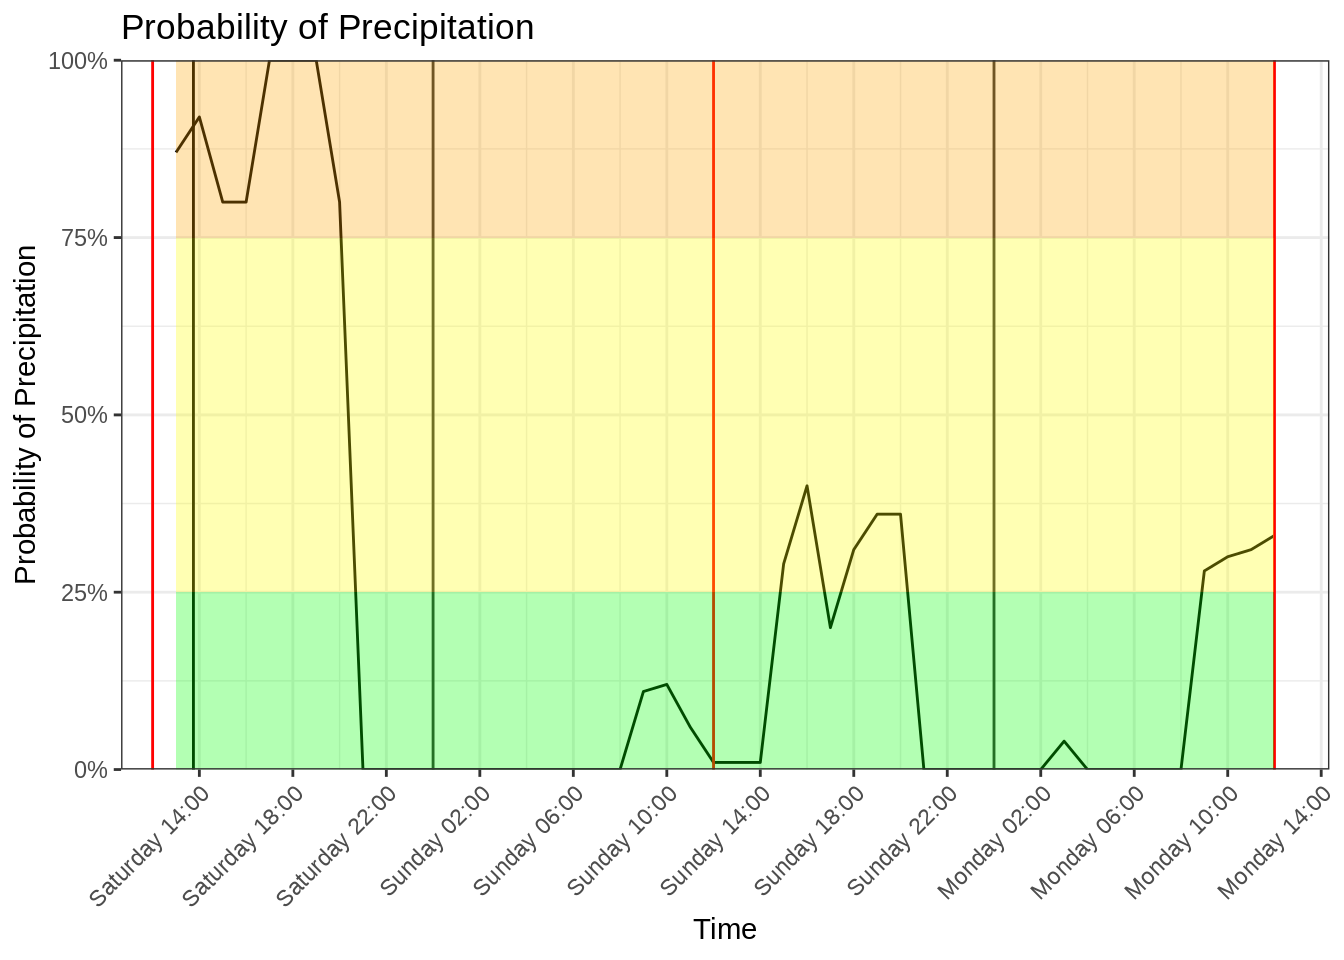 Probability of Precipitation
Probability of Precipitation
100%
75%
50%
25%
0%
Saturday 14:00
Saturday 18:00
Saturday 22:00
Sunday 02:00
Sunday 06:00
Sunday 10:00
Sunday 14:00
Sunday 18:00
Sunday 22:00
Monday 02:00
Monday 06:00
Monday 10:00
Monday 14:00
Time